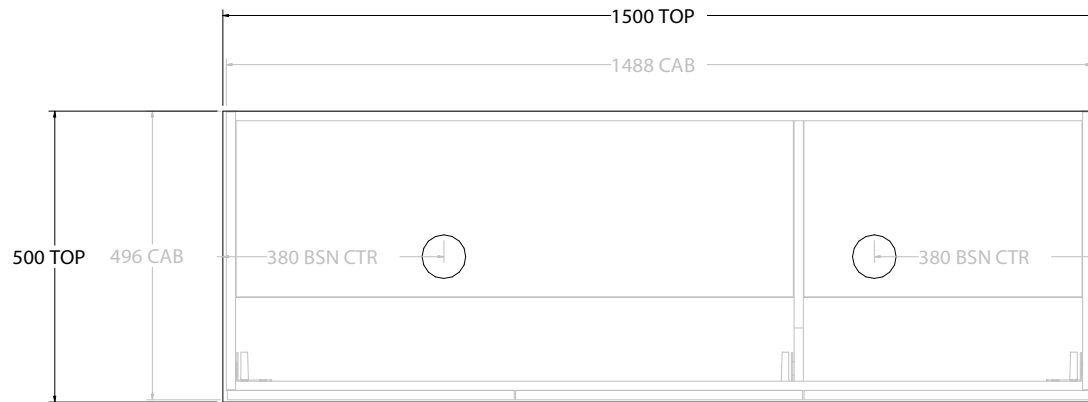 1500 TOP
1488 CAB
500 TOP
496 CAB
380 BSN CTR
380 BSN CTR